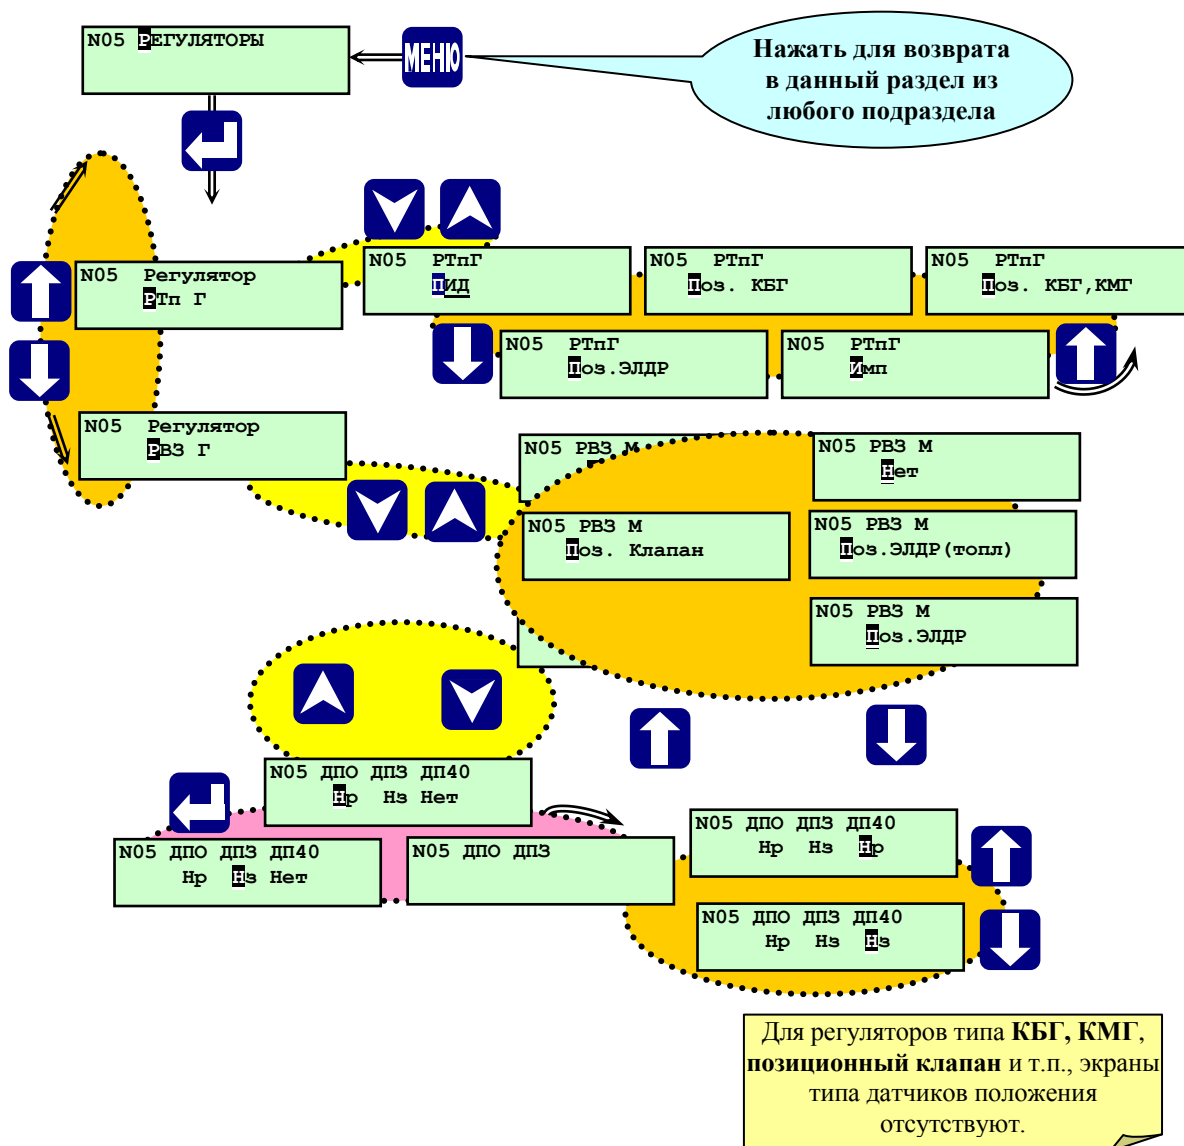 N05 РЕГУЛЯТОРЫ
МЕНЮ
Нажать для возврата
в данный раздел из
любого подраздела
N05 Регулятор
РТп Г
N05 РТпГ
ПИД
N05 РТпГ
Поз. КБГ
N05 РТпГ
Поз. КБГ,КМГ
N05 РТпГ
Поз.ЭЛДР
N05 РТпГ
Имп
N05 Регулятор
РВЗ Г
N05 РВЗ М
N05 РВЗ М
Нет
N05 РВЗ М
Поз. Клапан
N05 РВЗ М
Поз.ЭЛДР(топл)
N05 РВЗ М
Поз.ЭЛДР
N05 ДПО ДПЗ ДП40
Нр Нз Нет
N05 ДПО ДПЗ ДП40
Нр Нз Нет
N05 ДПО ДПЗ
N05 ДПО ДПЗ ДП40
Нр Нз Нр
N05 ДПО ДПЗ ДП40
Нр Нз Нз
Для регуляторов типа КБГ, КМГ,
позиционный клапан и т.п., экраны
типа датчиков положения
отсутствуют.